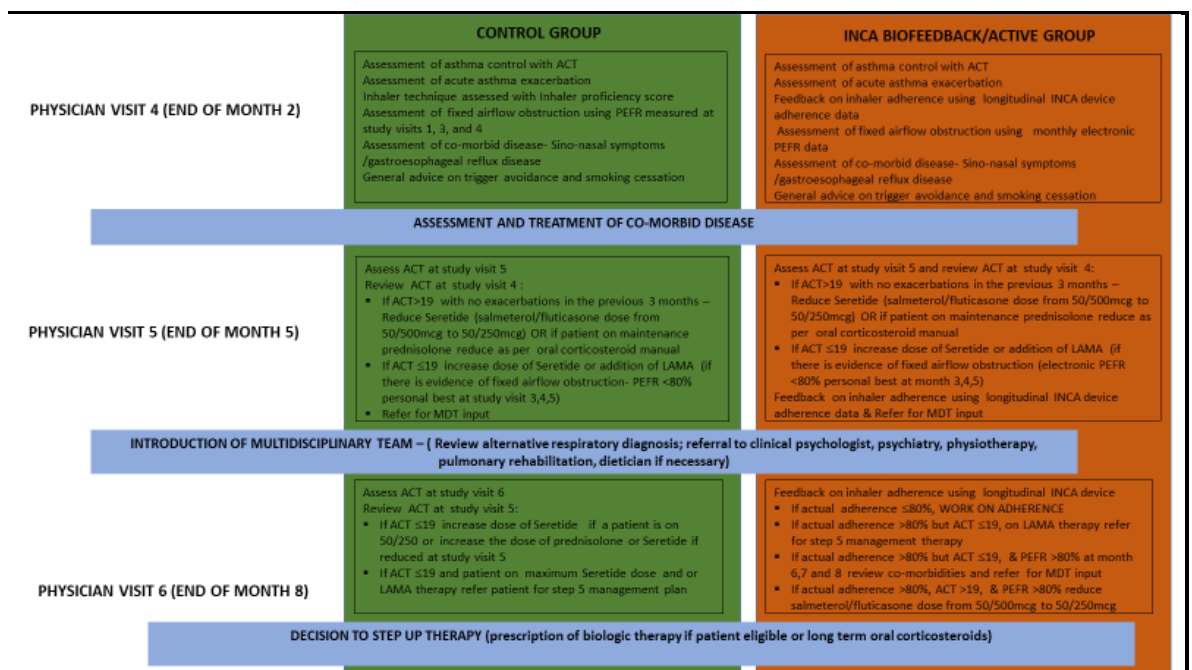 CONTROL GROUP
INCA BIOFEEDBACK/ACTIVE GROUP
PHYSICIAN VISIT 4 (END OF MONTH 2)
Assessment of asthma control with ACT
Assessment of acute asthma exacerbation
Inhaler technique assessed with Inhaler proficiency score
Assessment of fixed airflow obstruction using PEFR measured at
study visits 1, 3, and 4
Assessment of co-morbid disease- Sino-nasal symptoms
/gastroesophageal reflux disease
General advice on trigger avoidance and smoking cessation
Assessment of asthma control with ACT
Assessment of acute asthma exacerbation
Feedback on inhaler adherence using longitudinal INCA device
adherence data
Assessment of fixed airflow obstruction using monthly electronic
PEFR data
Assessment of co-morbid disease- Sino-nasal symptoms
/gastroesophageal reflux disease
General advice on trigger avoidance and smoking cessation
ASSESSMENT AND TREATMENT OF CO-MORBID DISEASE
PHYSICIAN VISIT 5 (END OF MONTH 5)
Assess ACT at study visit 5
Review ACT at study visit 4 :
▪ If ACT>19 with no exacerbations in the previous 3 months –
Reduce Seretide (salmeterol/fluticasone dose from
50/500mcg to 50/250mcg) OR if patient on maintenance
prednisolone reduce as per oral corticosteroid manual
▪ If ACT ≤19 increase dose of Seretide or addition of LAMA (if
there is evidence of fixed airflow obstruction- PEFR <80%
personal best at study visit 3,4,5)
▪ Refer for MDT input
Assess ACT at study visit 5 and review ACT at study visit 4:
▪ If ACT>19 with no exacerbations in the previous 3 months –
Reduce Seretide (salmeterol/fluticasone dose from 50/500mcg to
50/250mcg) OR if patient on maintenance prednisolone reduce as
per oral corticosteroid manual
▪ If ACT ≤19 increase dose of Seretide or addition of LAMA (if
there is evidence of fixed airflow obstruction (electronic PEFR
<80% personal best at month 3,4,5)
Feedback on inhaler adherence using longitudinal INCA device
adherence data & Refer for MDT input
INTRODUCTION OF MULTIDISCIPLINARY TEAM – ( Review alternative respiratory diagnosis; referral to clinical psychologist, psychiatry, physiotherapy,
pulmonary rehabilitation, dietician if necessary)
PHYSICIAN VISIT 6 (END OF MONTH 8)
Assess ACT at study visit 6
Review ACT at study visit 5:
▪ If ACT ≤19 increase dose of Seretide if a patient is on
50/250 or increase the dose of prednisolone or Seretide if
reduced at study visit 5
▪ If ACT ≤19 and patient on maximum Seretide dose and or
LAMA therapy refer patient for step 5 management plan
Feedback on inhaler adherence using longitudinal INCA device
▪ If actual adherence ≤80%, WORK ON ADHERENCE
▪ If actual adherence >80% but ACT ≤19, on LAMA therapy refer
for step 5 management therapy
▪ If actual adherence >80% but ACT ≤19, & PEFR >80% at month
6,7 and 8 review co-morbidities and refer for MDT input
▪ If actual adherence >80%, ACT >19, & PEFR >80% reduce
salmeterol/fluticasone dose from 50/500mcg to 50/250mcg
DECISION TO STEP UP THERAPY (prescription of biologic therapy if patient eligible or long term oral corticosteroids)